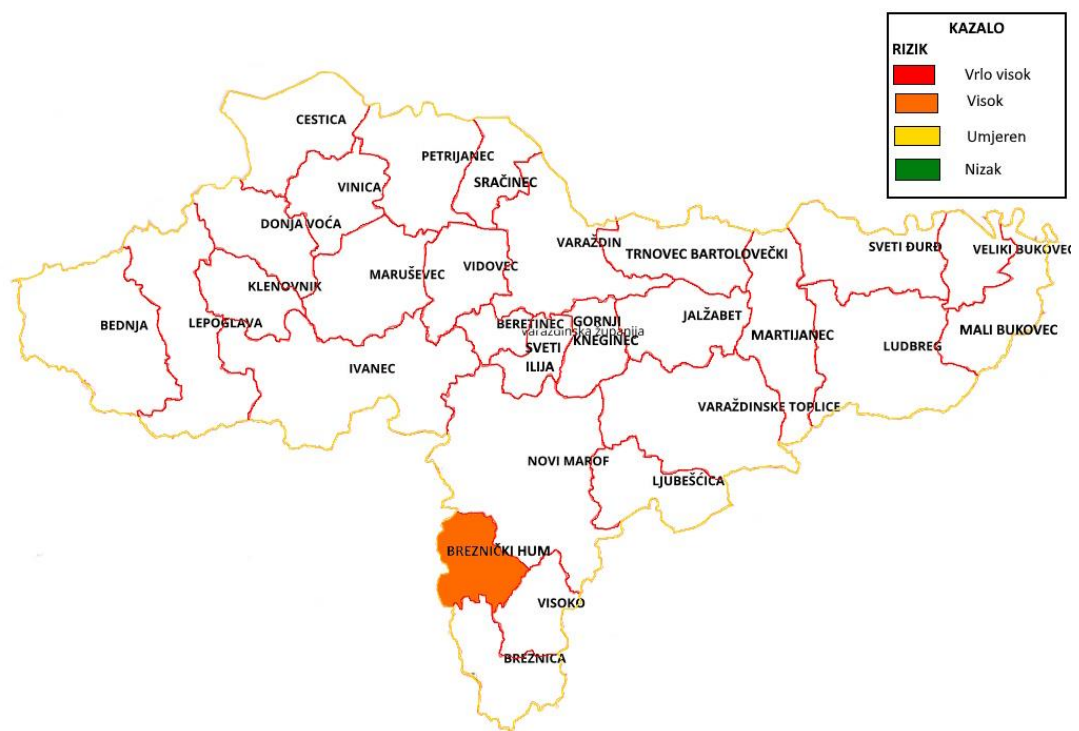 KAZALO
RIZIK
Vrlo visok
Visok
Umjeren
Nizak
CESTICA
PETRIJANEC
SRAČINEC
VINICA
DONJA VOĆA
VARAŽDIN
TRNOVEC BARTOLOVEČKI
SVETI ĐURĐ
VELIKI BUKOVEC
MARUŠEVEC
VIDOVEC
KLENOVNIK
BEDNJA
LEPOGLAVA
BERETINEC
GORNJI
KNEGINEC
Varaždinska županija
JALŽABET
MARTIJANEC
MALI BUKOVEC
LUDBREG
SVETI
ILIJA
IVANEC
VARAŽDINSKE TOPLICE
NOVI MAROF
LJUBEŠĆICA
BREZNIČKI HUM
VISOKO
BREZNICA